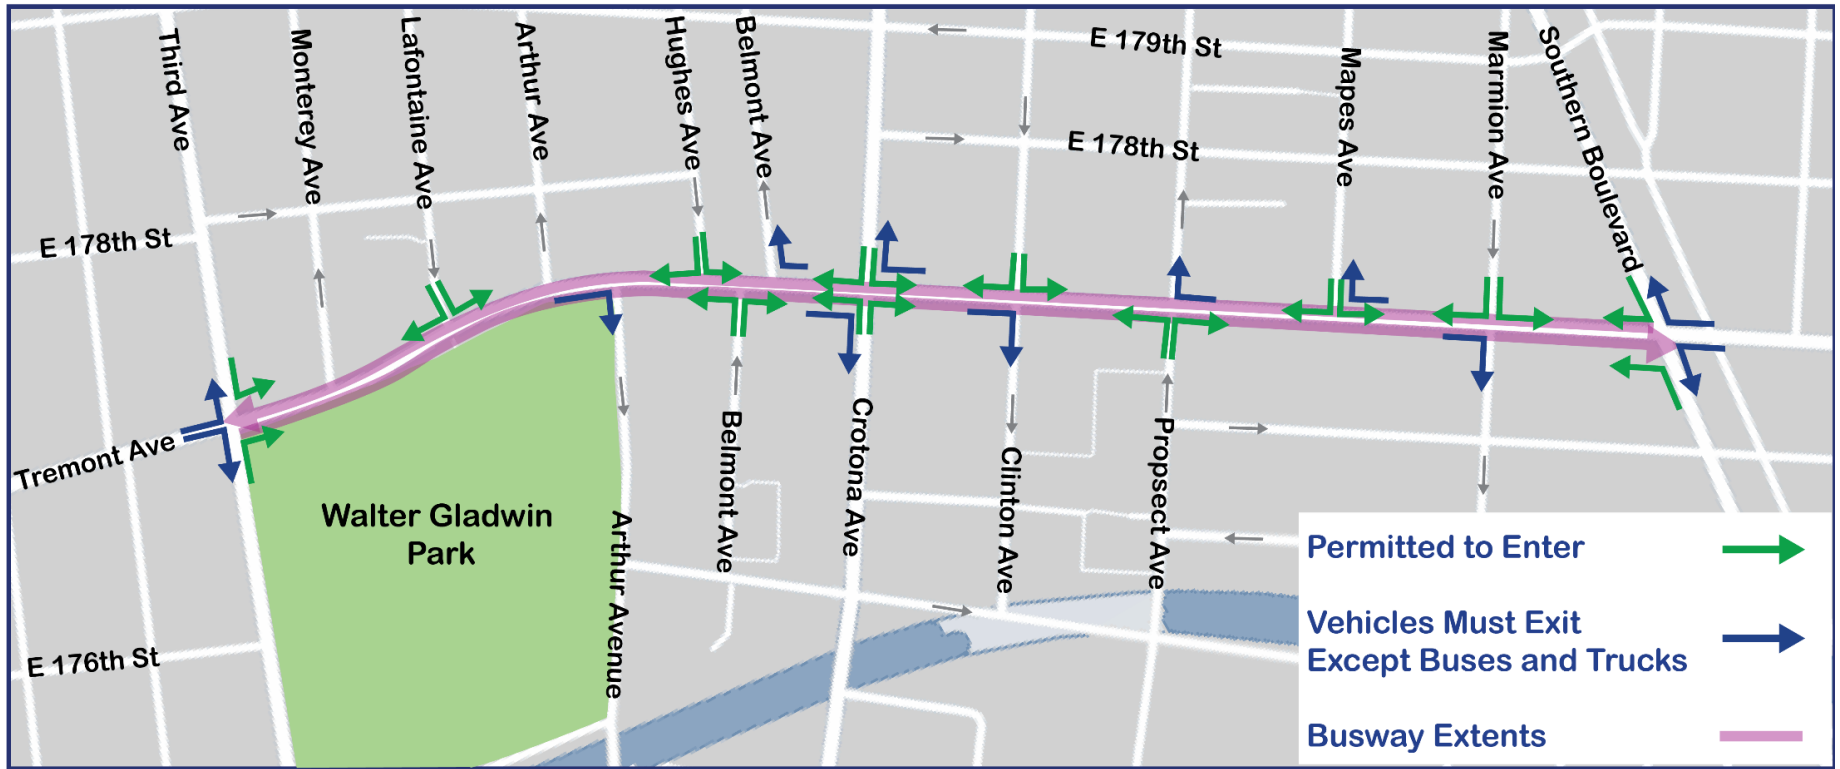 Third Ave
Monterey Ave
Lafontaine Ave
Arthur Ave
Hughes Ave
Belmont Ave
E 179th St
E 178th St
Mapes Ave
Marmion Ave
Southern Boulevard
E 178th St
Tremont Ave
Walter Gladwin
Park
Arthur Avenue
Belmont Ave
Crotona Ave
Clinton Ave
Propsect Ave
E 176th St
Permitted to Enter
Vehicles Must Exit
Except Buses and Trucks
Busway Extents